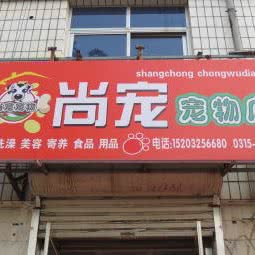 shangchong chongwudia
尚宠 宠物
洗澡 美容 寄养 食品 用品 电话:15203256680 0315-